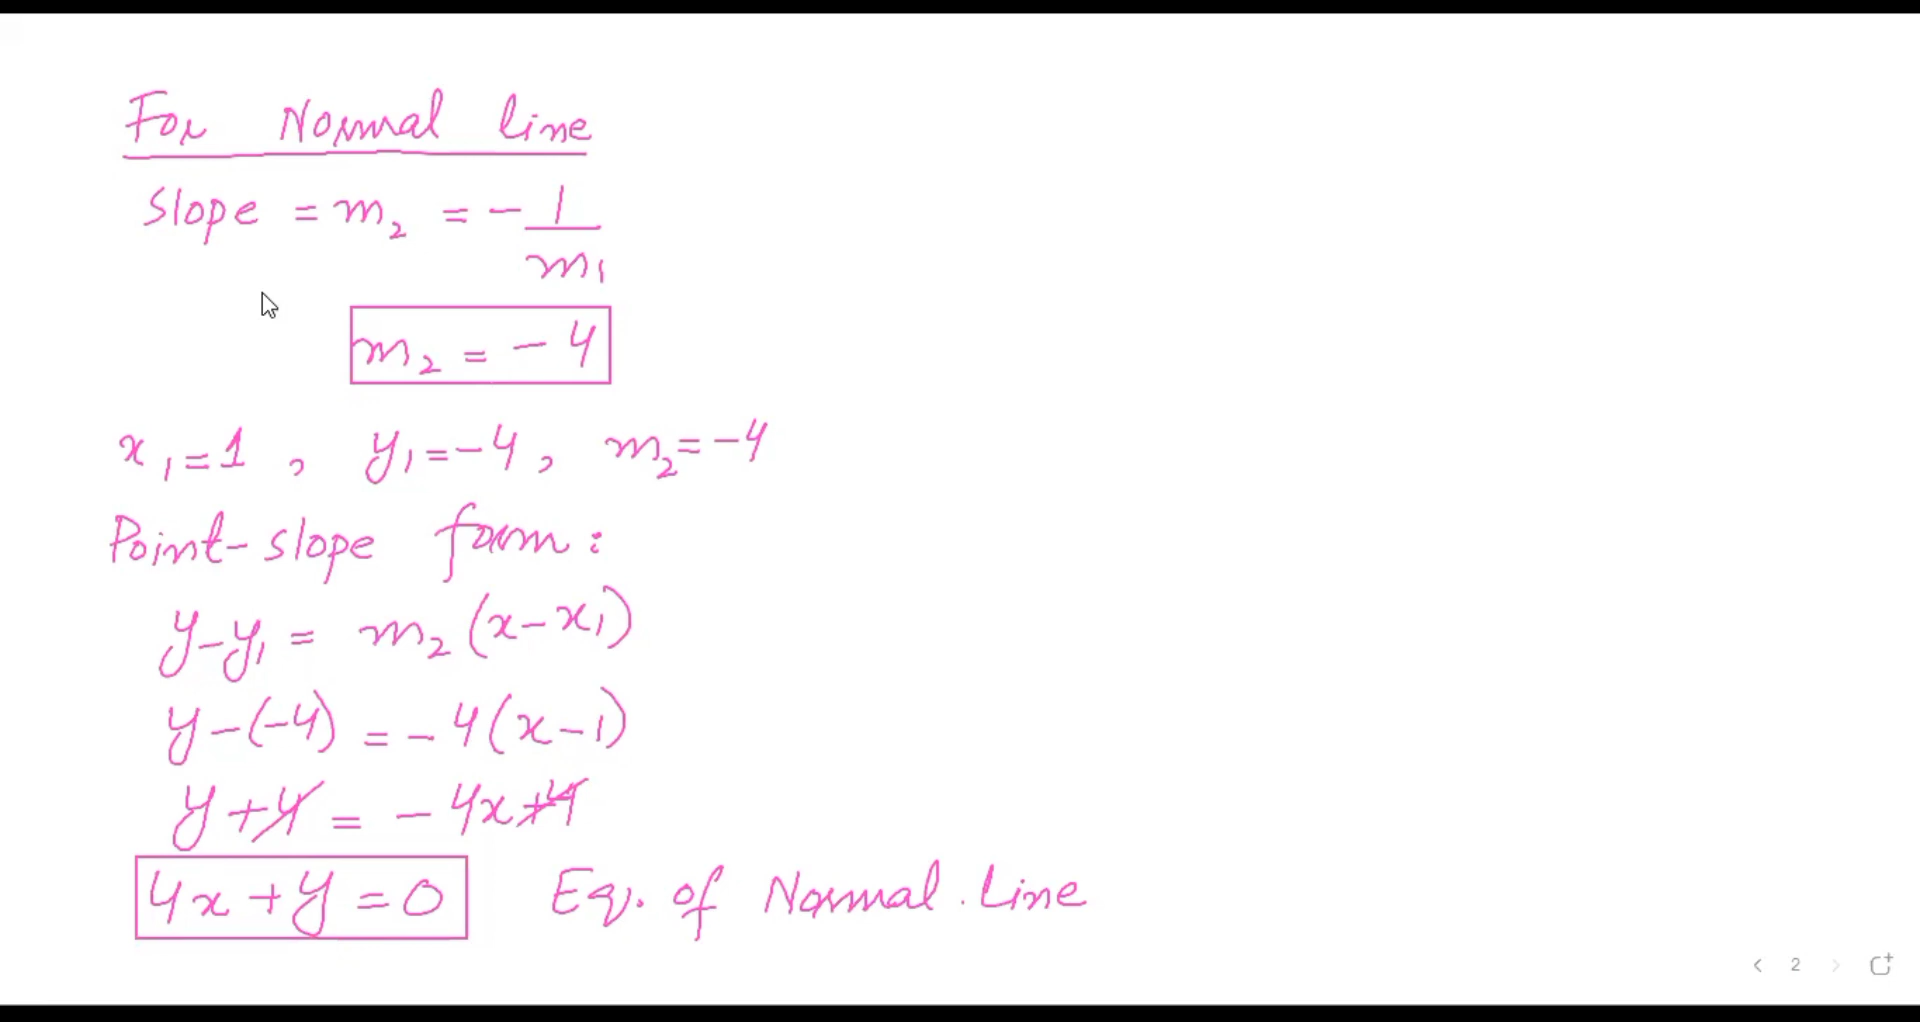 For Normal line
Slope = m₂ = - 1/m₁
m₂ = - 4
x₁ = 1 , y₁ = -4 , m₂ = -4
Point-slope form :
y - y₁ = m₂ (x - x₁)
y - (-4) = - 4 (x - 1)
y + 4 = - 4x + 4
4x + y = 0 Eq. of Normal . Line
< 2 >